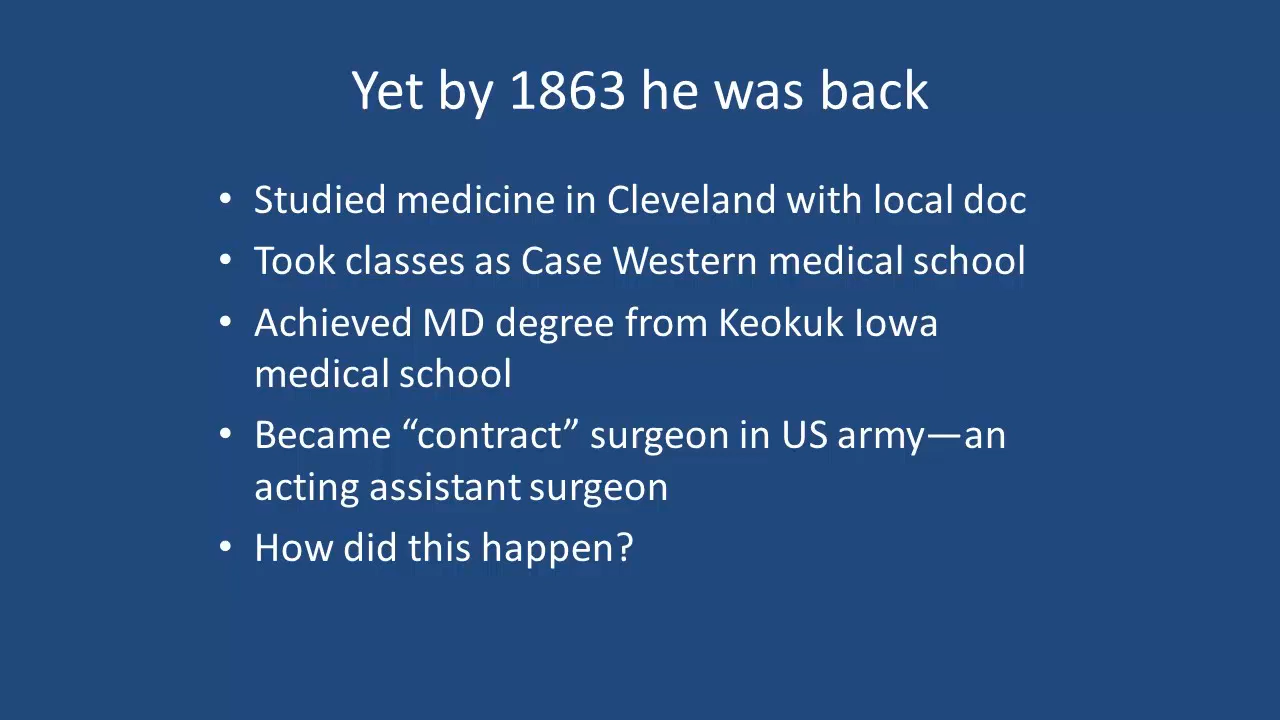 Yet by 1863 he was back
• Studied medicine in Cleveland with local doc
• Took classes as Case Western medical school
• Achieved MD degree from Keokuk Iowa
medical school
• Became “contract” surgeon in US army—an
acting assistant surgeon
• How did this happen?